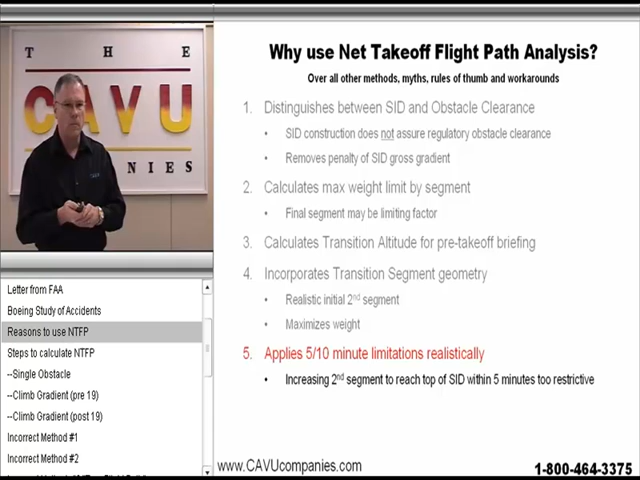 Why use Net Takeoff Flight Path Analysis?
Over all other methods, myths, rules of thumb and workarounds
1. Distinguishes between SID and Obstacle Clearance
• SID construction does not assure regulatory obstacle clearance
• Removes penalty of SID gross gradient
2. Calculates max weight limit by segment
• Final segment may be limiting factor
3. Calculates Transition Altitude for pre-takeoff briefing
4. Incorporates Transition Segment geometry
• Realistic initial 2nd segment
• Maximizes weight
5. Applies 5/10 minute limitations realistically
• Increasing 2nd segment to reach top of SID within 5 minutes too restrictive
www.CAVUcompanies.com
1-800-464-3375
T H E
CAVU
N I E S
Letter from FAA
Boeing Study of Accidents
Reasons to use NTFP
Steps to calculate NTFP
--Single Obstacle
--Climb Gradient (pre 19)
--Climb Gradient (post 19)
Incorrect Method #1
Incorrect Method #2